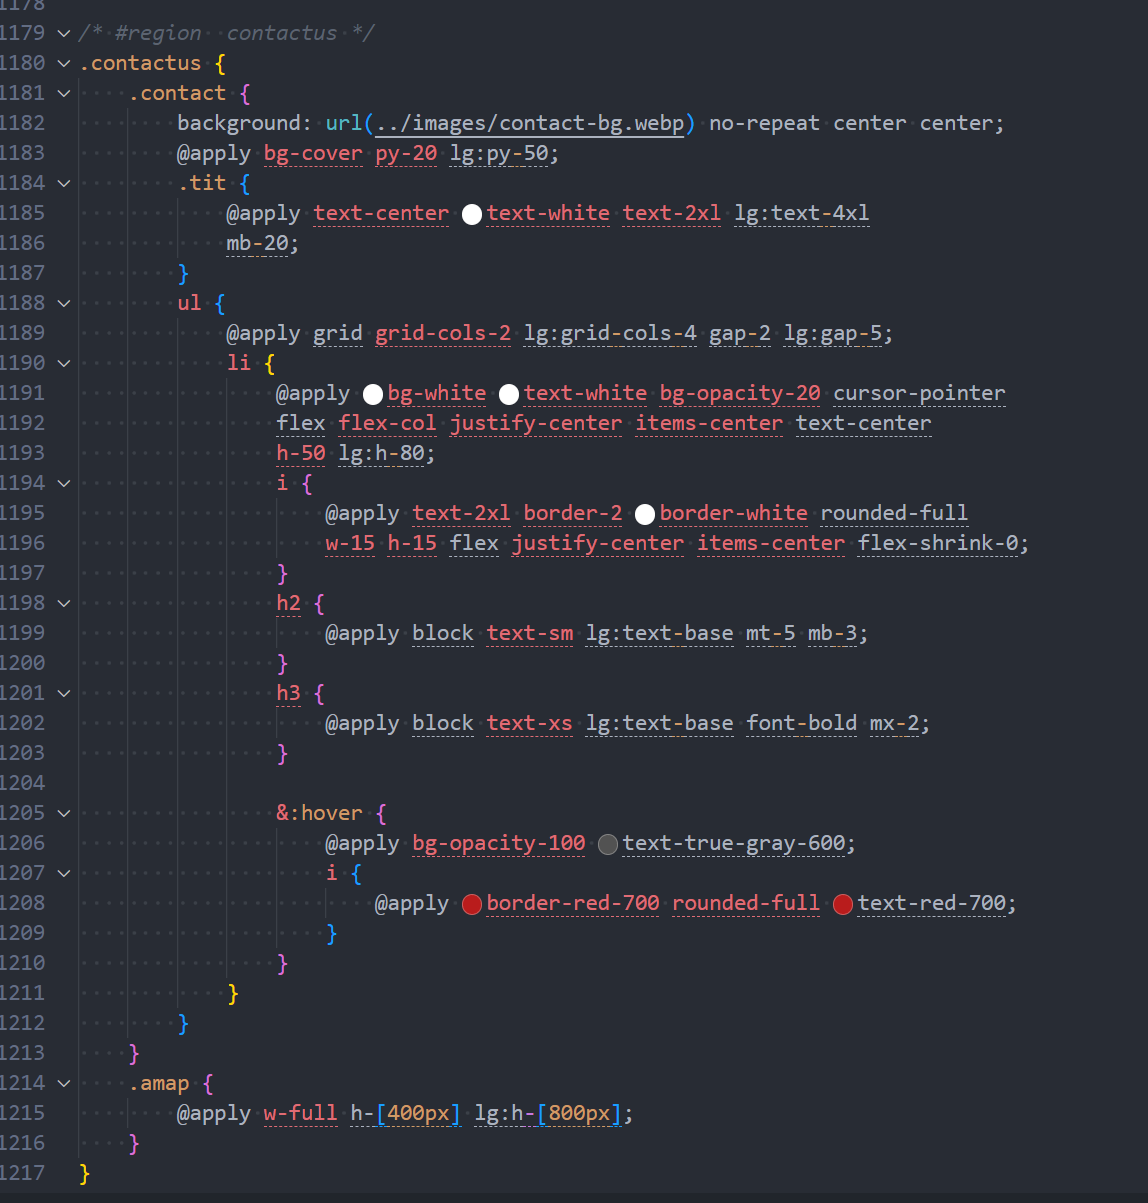 1178
1179 /* #region  contactus */
1180 .contactus {
1181     .contact {
1182         background: url(../images/contact-bg.webp) no-repeat center center;
1183         @apply bg-cover py-20 lg:py-50;
1184         .tit {
1185             @apply text-center text-white text-2xl lg:text-4xl
1186             mb-20;
1187         }
1188         ul {
1189             @apply grid grid-cols-2 lg:grid-cols-4 gap-2 lg:gap-5;
1190             li {
1191                 @apply bg-white text-white bg-opacity-20 cursor-pointer
1192                 flex flex-col justify-center items-center text-center
1193                 h-50 lg:h-80;
1194                 i {
1195                     @apply text-2xl border-2 border-white rounded-full
1196                     w-15 h-15 flex justify-center items-center flex-shrink-0;
1197                 }
1198                 h2 {
1199                     @apply block text-sm lg:text-base mt-5 mb-3;
1200                 }
1201                 h3 {
1202                     @apply block text-xs lg:text-base font-bold mx-2;
1203                 }
1204
1205                 &:hover {
1206                     @apply bg-opacity-100 text-true-gray-600;
1207                     i {
1208                         @apply border-red-700 rounded-full text-red-700;
1209                     }
1210                 }
1211             }
1212         }
1213     }
1214     .amap {
1215         @apply w-full h-[400px] lg:h-[800px];
1216     }
1217 }